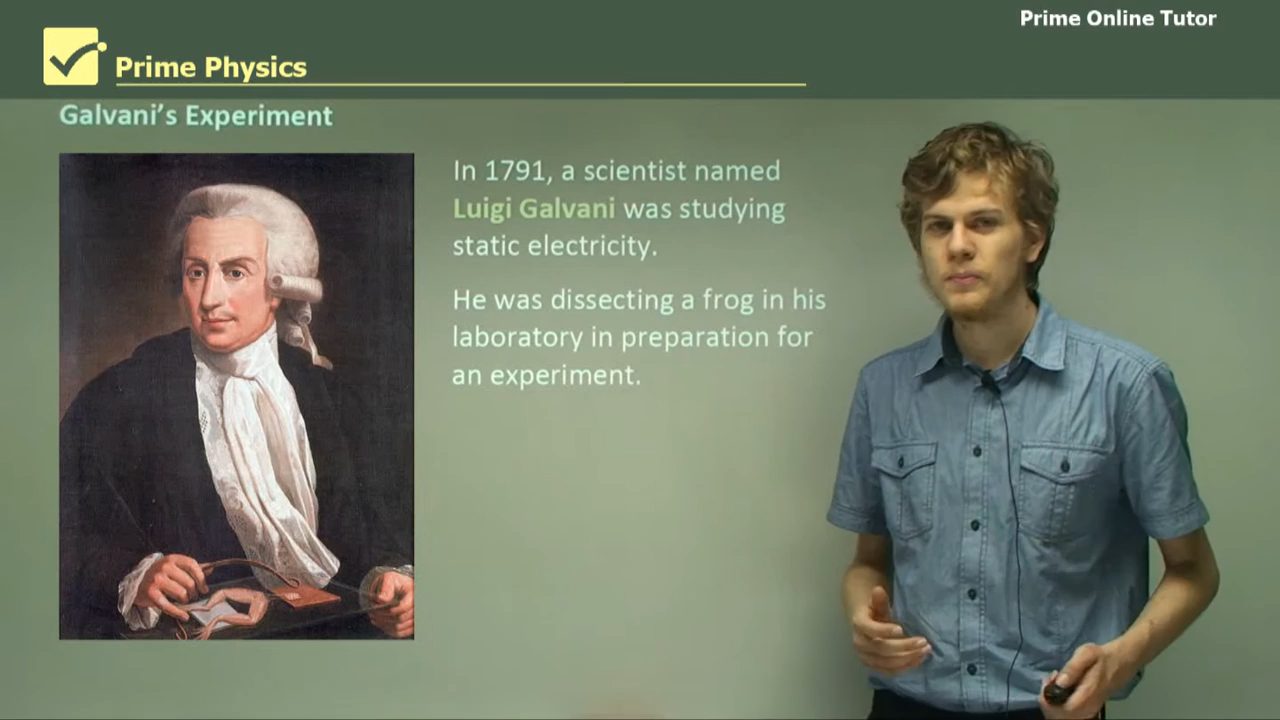 Prime Online Tutor
Prime Physics
Galvani’s Experiment
In 1791, a scientist named
Luigi Galvani was studying
static electricity.
He was dissecting a frog in his
laboratory in preparation for
an experiment.